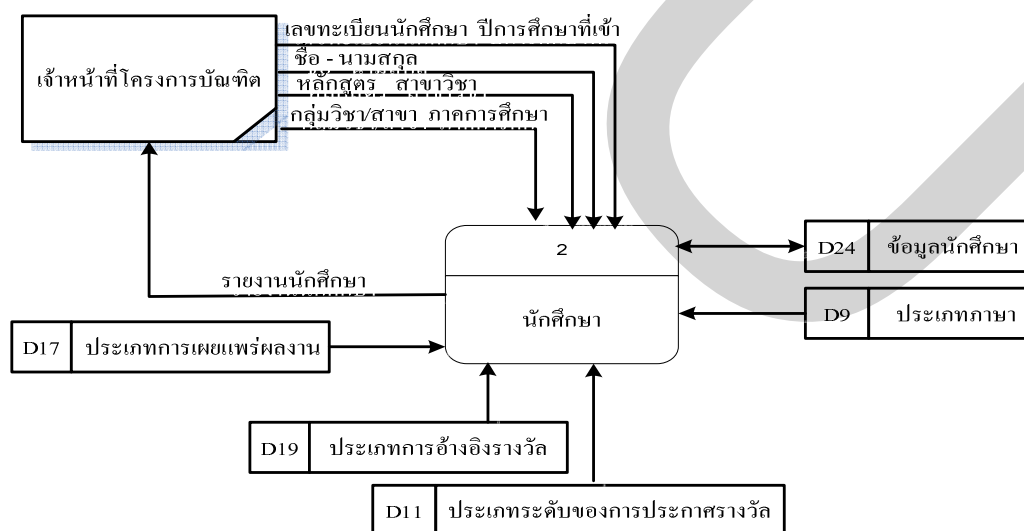 เลขทะเบียนนักศึกษา ปีการศึกษาที่เข้า
ชื่อ - นามสกุล
หลักสูตร สาขาวิชา
กลุ่มวิชา/สาขา ภาคการศึกษา
เจ้าหน้าที่โครงการบัณฑิต
2
นักศึกษา
รายงานนักศึกษา
D24 ข้อมูลนักศึกษา
D9 ประเภทภาษา
D17 ประเภทการเผยแพร่ผลงาน
D19 ประเภทการอ้างอิงรางวัล
D11 ประเภทระดับของการประกาศรางวัล